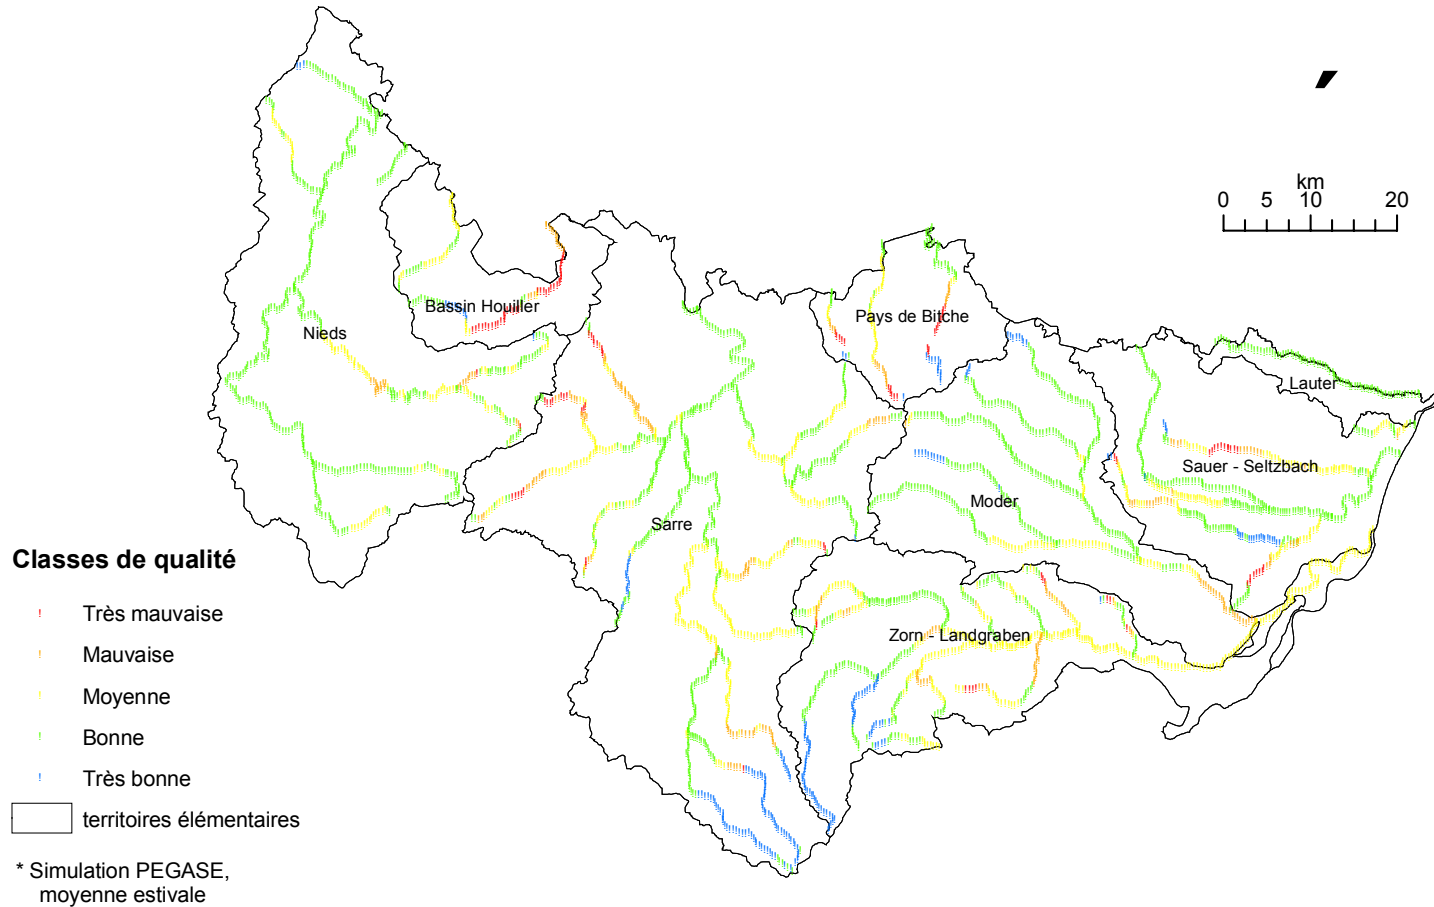 km
0 5 10 20
Bassin Houiller
Nieds
Pays de Bitche
Lauter
Sauer - Seltzbach
Moder
Sarre
Zorn - Landgraben
Classes de qualité
Très mauvaise
Mauvaise
Moyenne
Bonne
Très bonne
territoires élémentaires
* Simulation PEGASE,
moyenne estivale